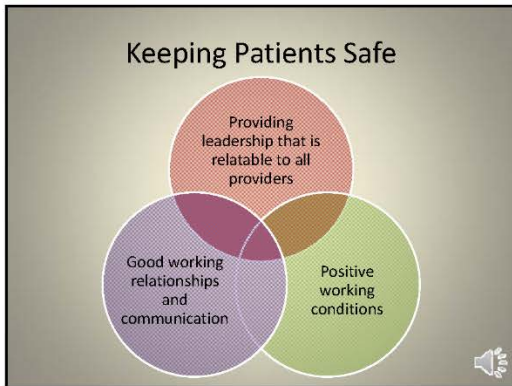 Keeping Patients Safe
Providing
leadership that is
relatable to all
providers
Good working
relationships
and
communication
Positive
working
conditions